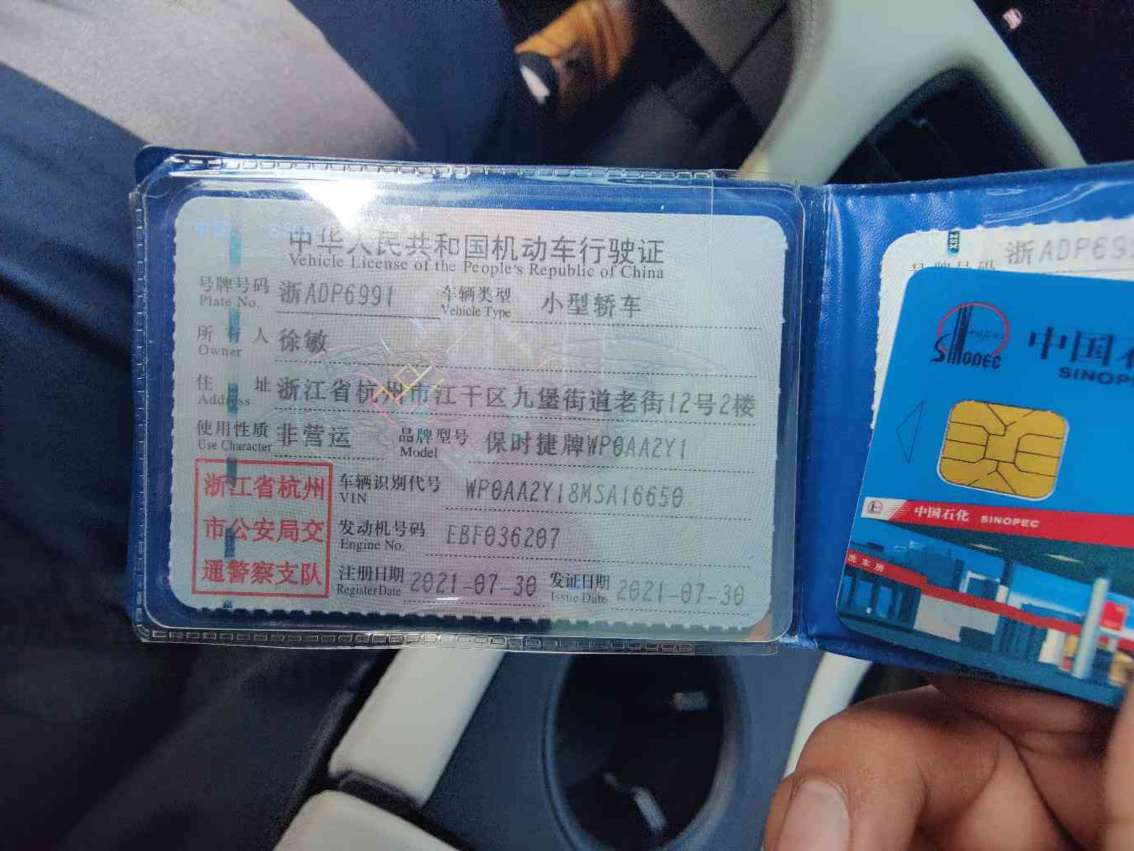 中华人民共和国机动车行驶证
Vehicle License of the People's Republic of China
号牌号码 浙ADP6991 车辆类型 小型轿车
Plate No. Vehicle Type
所有人 徐敏
Owner
住址 浙江省杭州市江干区九堡街道老街12号2楼
Address
使用性质 非营运 品牌型号 保时捷牌WP0AA2Y1
Use Character Model
浙江省杭州
市公安局交
通警察支队
车辆识别代号 WP0AA2Y18MSA16650
VIN
发动机号码 EBF036207
Engine No.
注册日期 2021-07-30 发证日期 2021-07-30
Register Date Issue Date
浙ADP699
SINOPEC
中国石
SINOP
中国石化 SINOPEC
洗车房